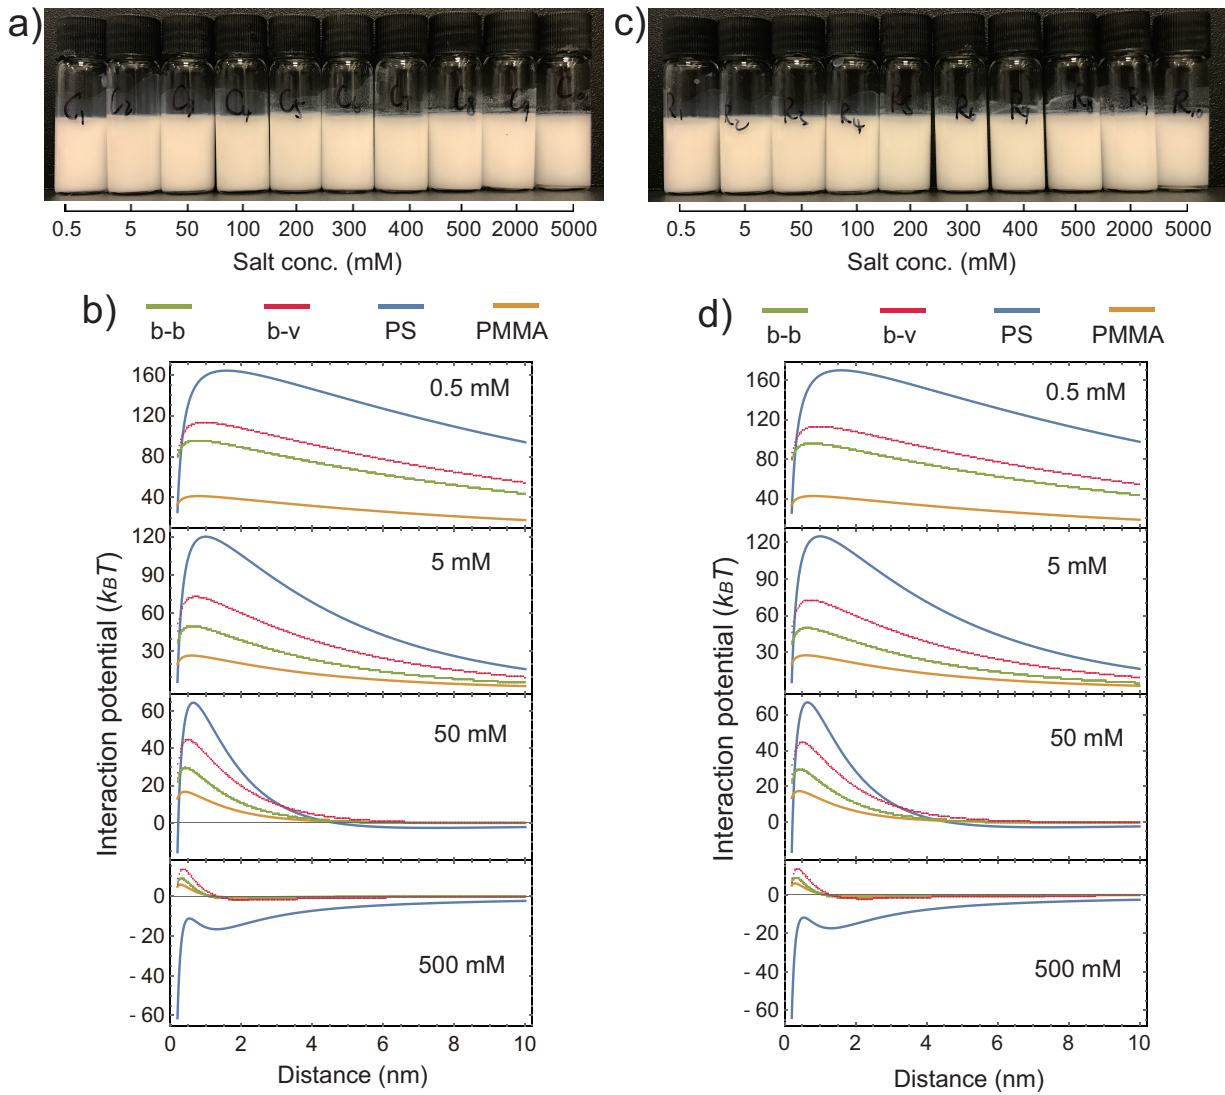 a)
C1 C2 C3 C4 C5 C6 C7 C8 C9 C10
0.5 5 50 100 200 300 400 500 2000 5000
Salt conc. (mM)
b)
b-b b-v PS PMMA
160
120
80
40
0.5 mM
120
90
60
30
5 mM
60
40
20
0
50 mM
0
- 20
- 40
- 60
500 mM
0 2 4 6 8 10
Interaction potential (kBT)
Distance (nm)
c)
R1 R2 R3 R4 R5 R6 R7 R8 R9 R10
0.5 5 50 100 200 300 400 500 2000 5000
Salt conc. (mM)
d)
b-b b-v PS PMMA
160
120
80
40
0.5 mM
120
90
60
30
5 mM
60
40
20
0
50 mM
0
- 20
- 40
- 60
500 mM
0 2 4 6 8 10
Interaction potential (kBT)
Distance (nm)